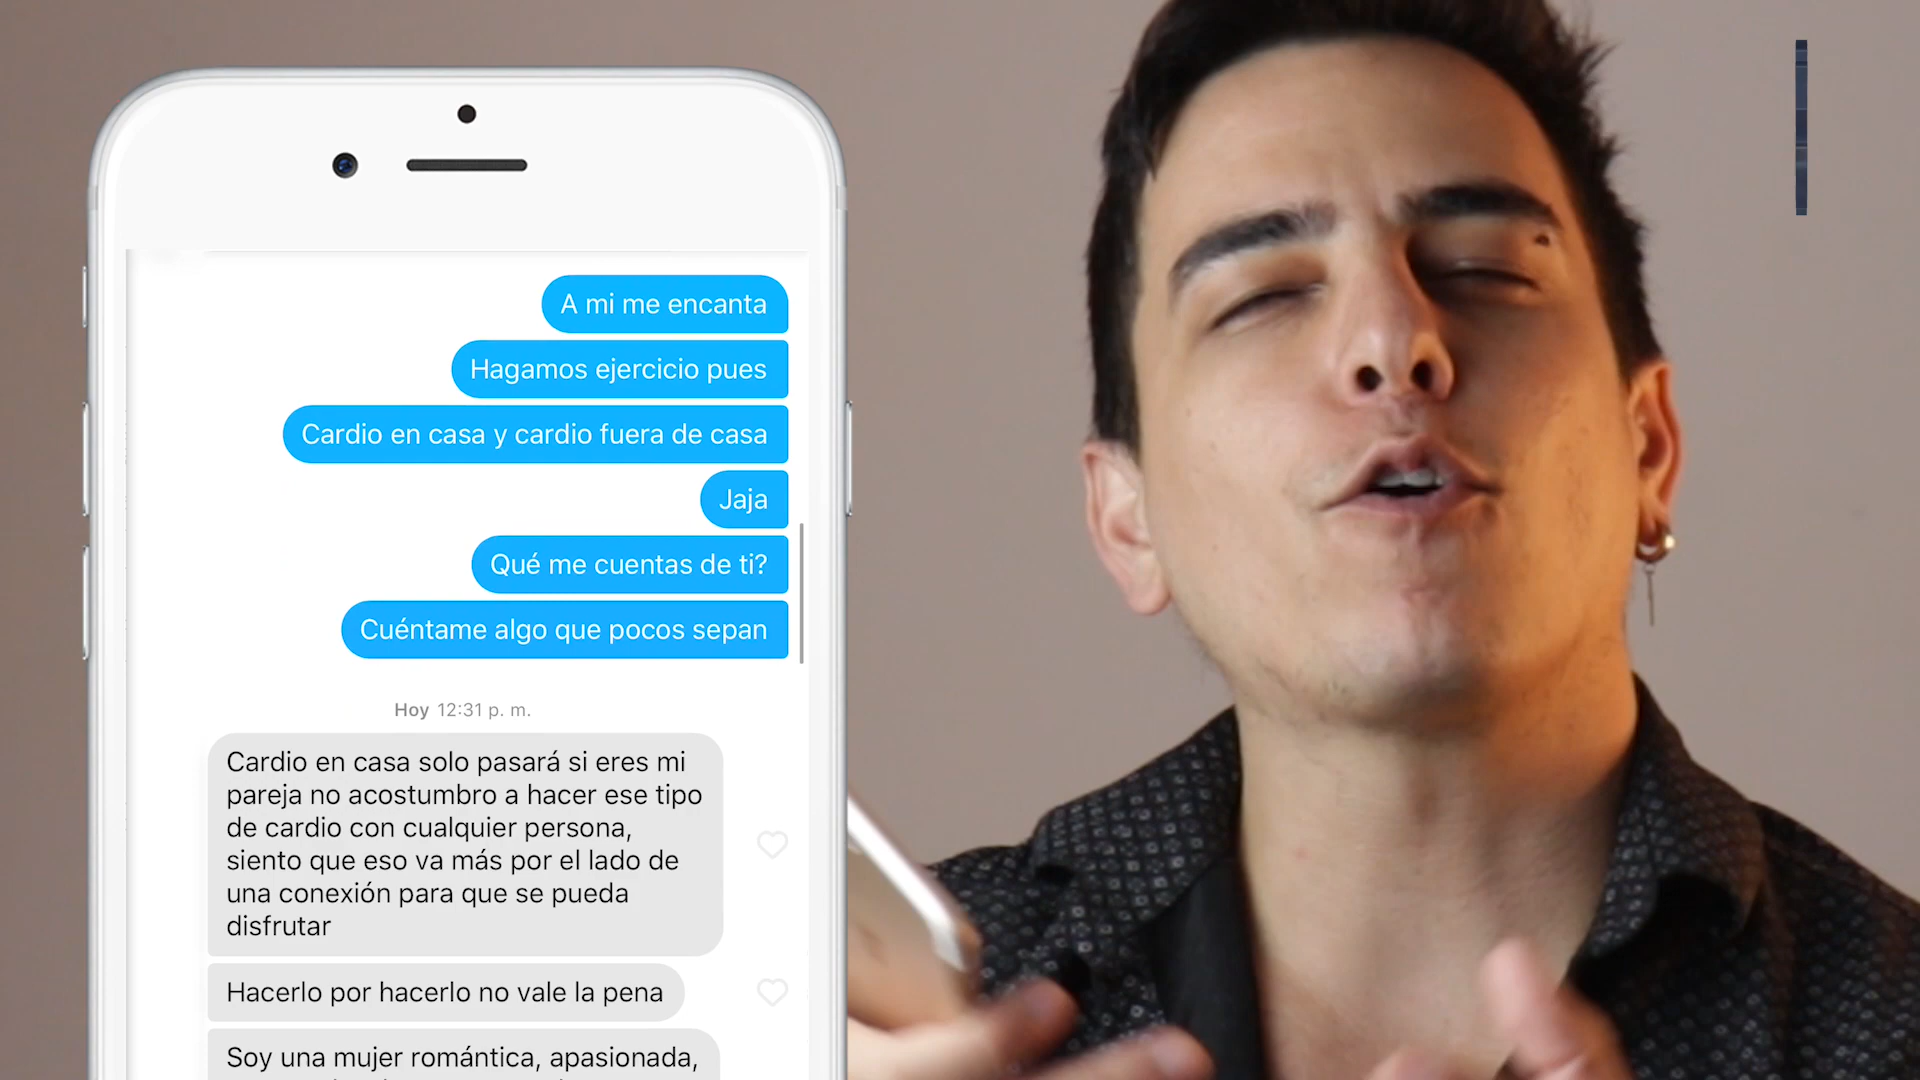 A mi me encanta
Hagamos ejercicio pues
Cardio en casa y cardio fuera de casa
Jaja
Qué me cuentas de ti?
Cuéntame algo que pocos sepan
Hoy 12:31 p. m.
Cardio en casa solo pasará si eres mi
pareja no acostumbro a hacer ese tipo
de cardio con cualquier persona,
siento que eso va más por el lado de
una conexión para que se pueda
disfrutar
Hacerlo por hacerlo no vale la pena
Soy una mujer romántica, apasionada,